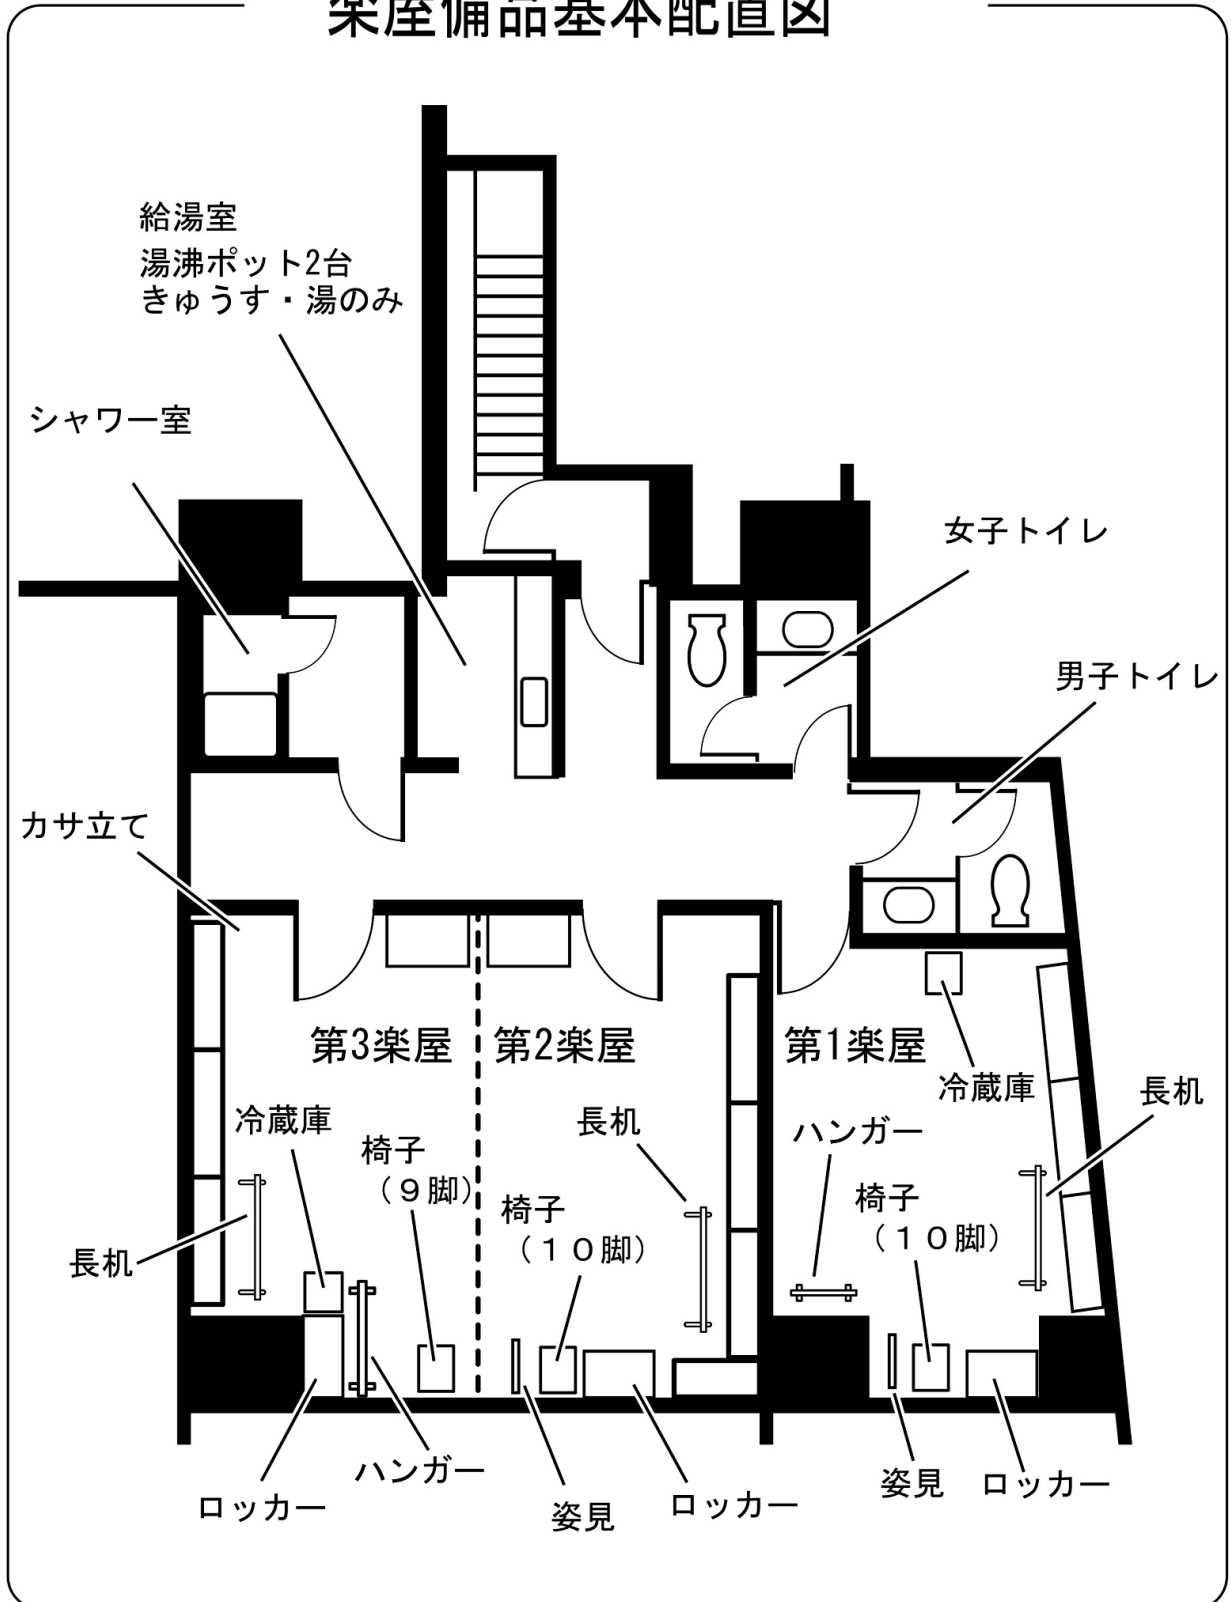 楽屋備品基本配置図
給湯室
湯沸ポット2台
きゅうす・湯のみ
シャワー室
女子トイレ
男子トイレ
カサ立て
第3楽屋
第2楽屋
第1楽屋
冷蔵庫
長机
冷蔵庫
長机
ハンガー
椅子
（９脚）
椅子
（１０脚）
椅子
（１０脚）
長机
ハンガー
ロッカー
姿見
ロッカー
姿見
ロッカー